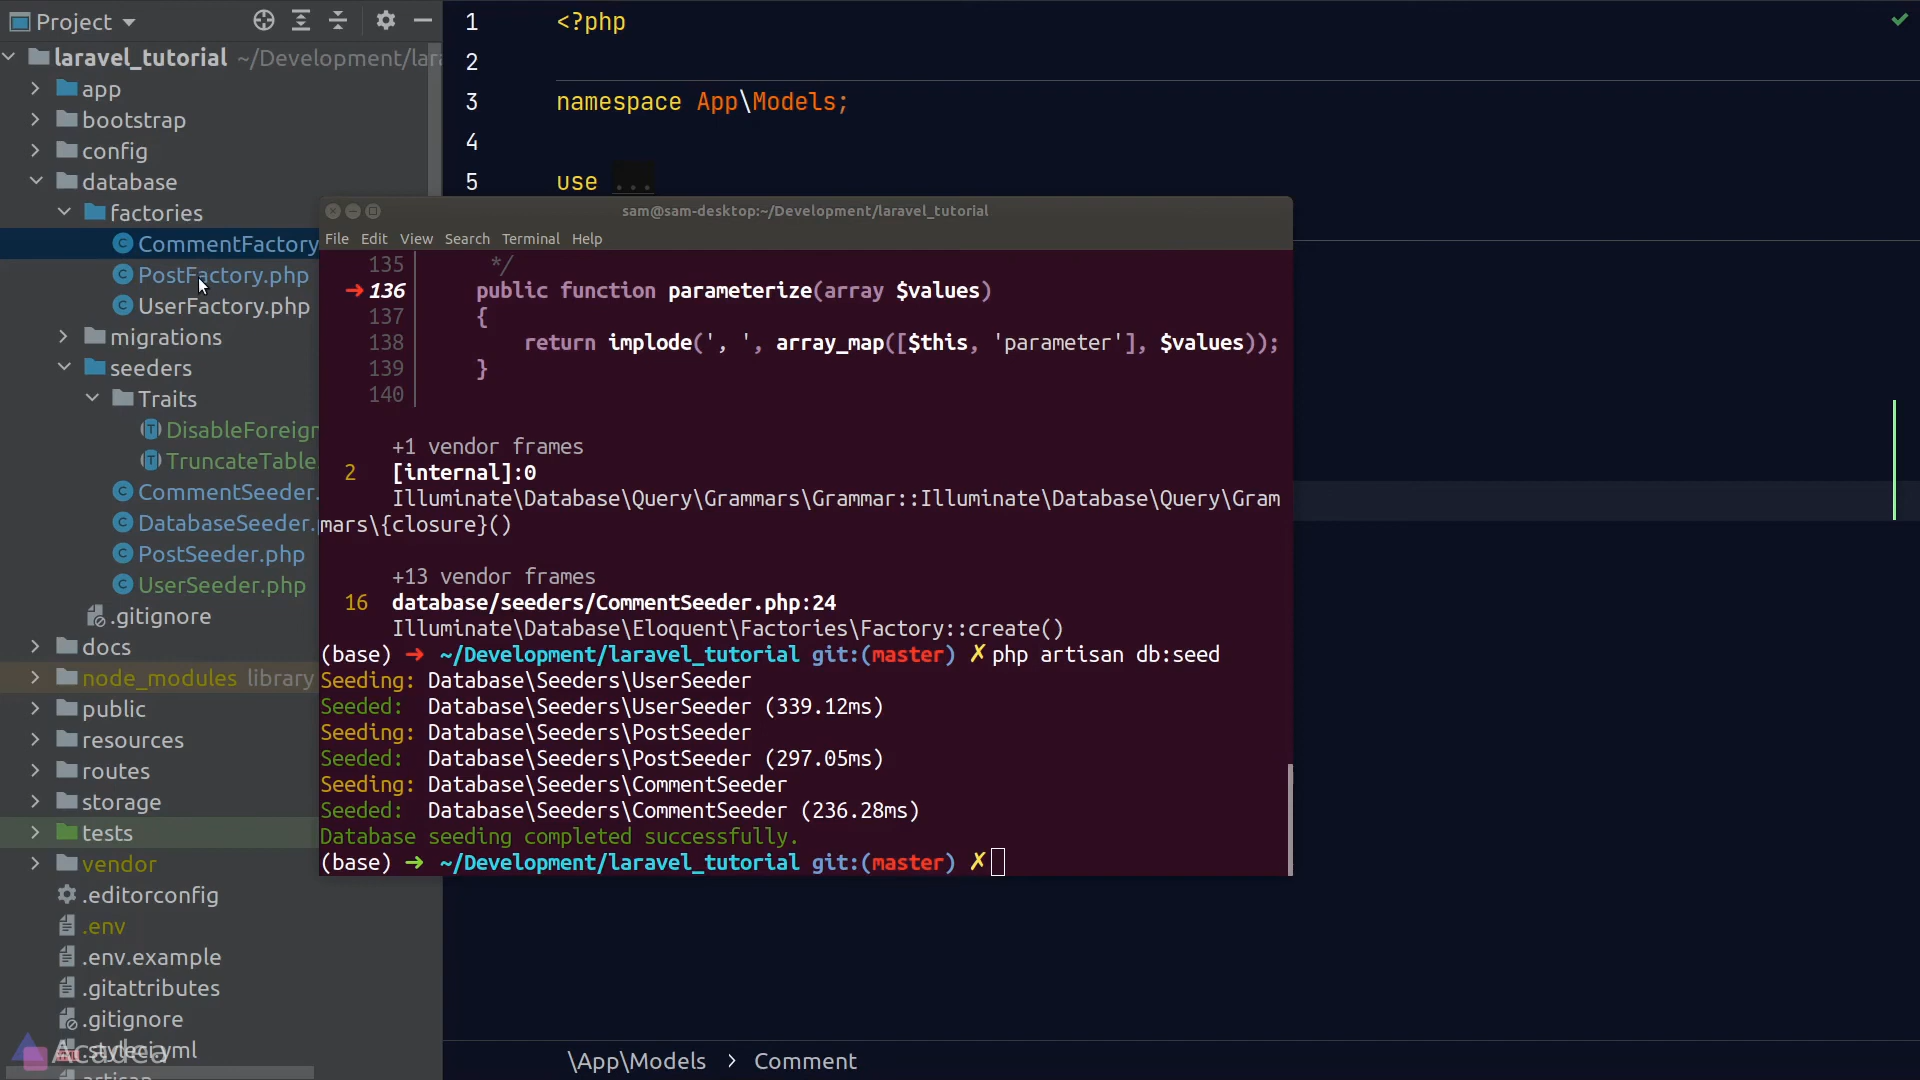 Project
laravel_tutorial ~/Development/lara
app
bootstrap
config
database
factories
CommentFactory
PostFactory.php
UserFactory.php
migrations
seeders
Traits
DisableForeign
TruncateTable
CommentSeeder.
DatabaseSeeder.p
PostSeeder.php
UserSeeder.php
.gitignore
docs
node_modules library
public
resources
routes
storage
tests
vendor
.editorconfig
.env
.env.example
.gitattributes
.gitignore
.styleci.yml
artisan
Acadea
1 <?php
2
3 namespace App\Models;
4
5 use ...
sam@sam-desktop:~/Development/laravel_tutorial
File Edit View Search Terminal Help
135 */
➜ 136 public function parameterize(array $values)
137 {
138 return implode(', ', array_map([$this, 'parameter'], $values));
139 }
140
+1 vendor frames
2 [internal]:0
Illuminate\Database\Query\Grammars\Grammar::Illuminate\Database\Query\Gram
mars\{closure}()
+13 vendor frames
16 database/seeders/CommentSeeder.php:24
Illuminate\Database\Eloquent\Factories\Factory::create()
(base) ➜ ~/Development/laravel_tutorial git:(master) ✗ php artisan db:seed
Seeding: Database\Seeders\UserSeeder
Seeded: Database\Seeders\UserSeeder (339.12ms)
Seeding: Database\Seeders\PostSeeder
Seeded: Database\Seeders\PostSeeder (297.05ms)
Seeding: Database\Seeders\CommentSeeder
Seeded: Database\Seeders\CommentSeeder (236.28ms)
Database seeding completed successfully.
(base) ➜ ~/Development/laravel_tutorial git:(master) ✗
\App\Models > Comment